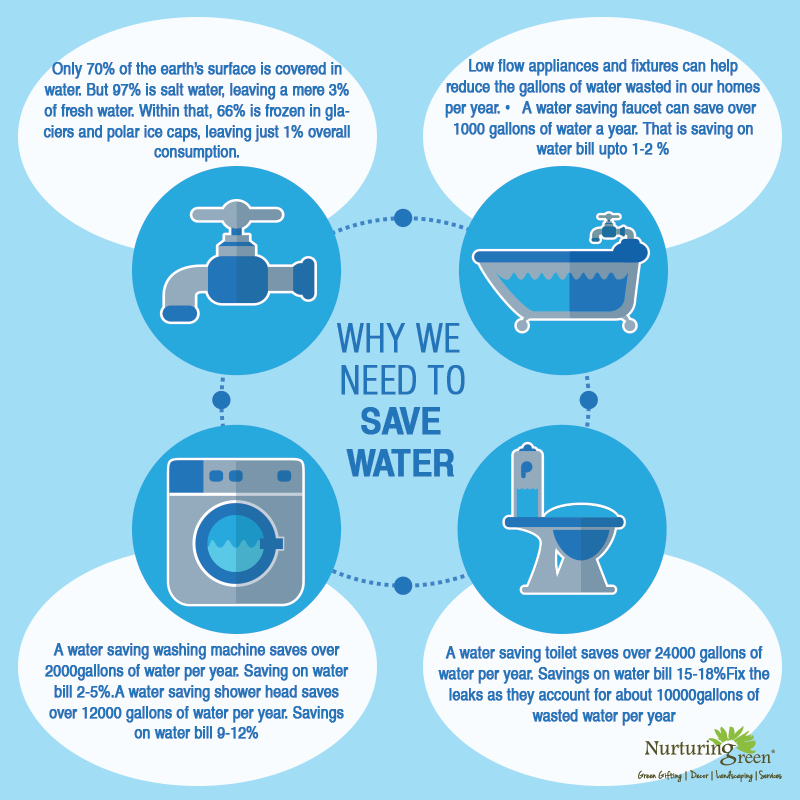 Only 70% of the earth's surface is covered in
water. But 97% is salt water, leaving a mere 3%
of fresh water. Within that, 66% is frozen in gla-
ciers and polar ice caps, leaving just 1% overall
consumption.
Low flow appliances and fixtures can help
reduce the gallons of water wasted in our homes
per year. • A water saving faucet can save over
1000 gallons of water a year. That is saving on
water bill upto 1-2 %
WHY WE
NEED TO
SAVE
WATER
A water saving washing machine saves over
2000gallons of water per year. Saving on water
bill 2-5%.A water saving shower head saves
over 12000 gallons of water per year. Savings
on water bill 9-12%
A water saving toilet saves over 24000 gallons of
water per year. Savings on water bill 15-18%Fix the
leaks as they account for about 10000gallons of
wasted water per year
NurturingGreen®
Green Gifting | Decor | Landscaping | Services